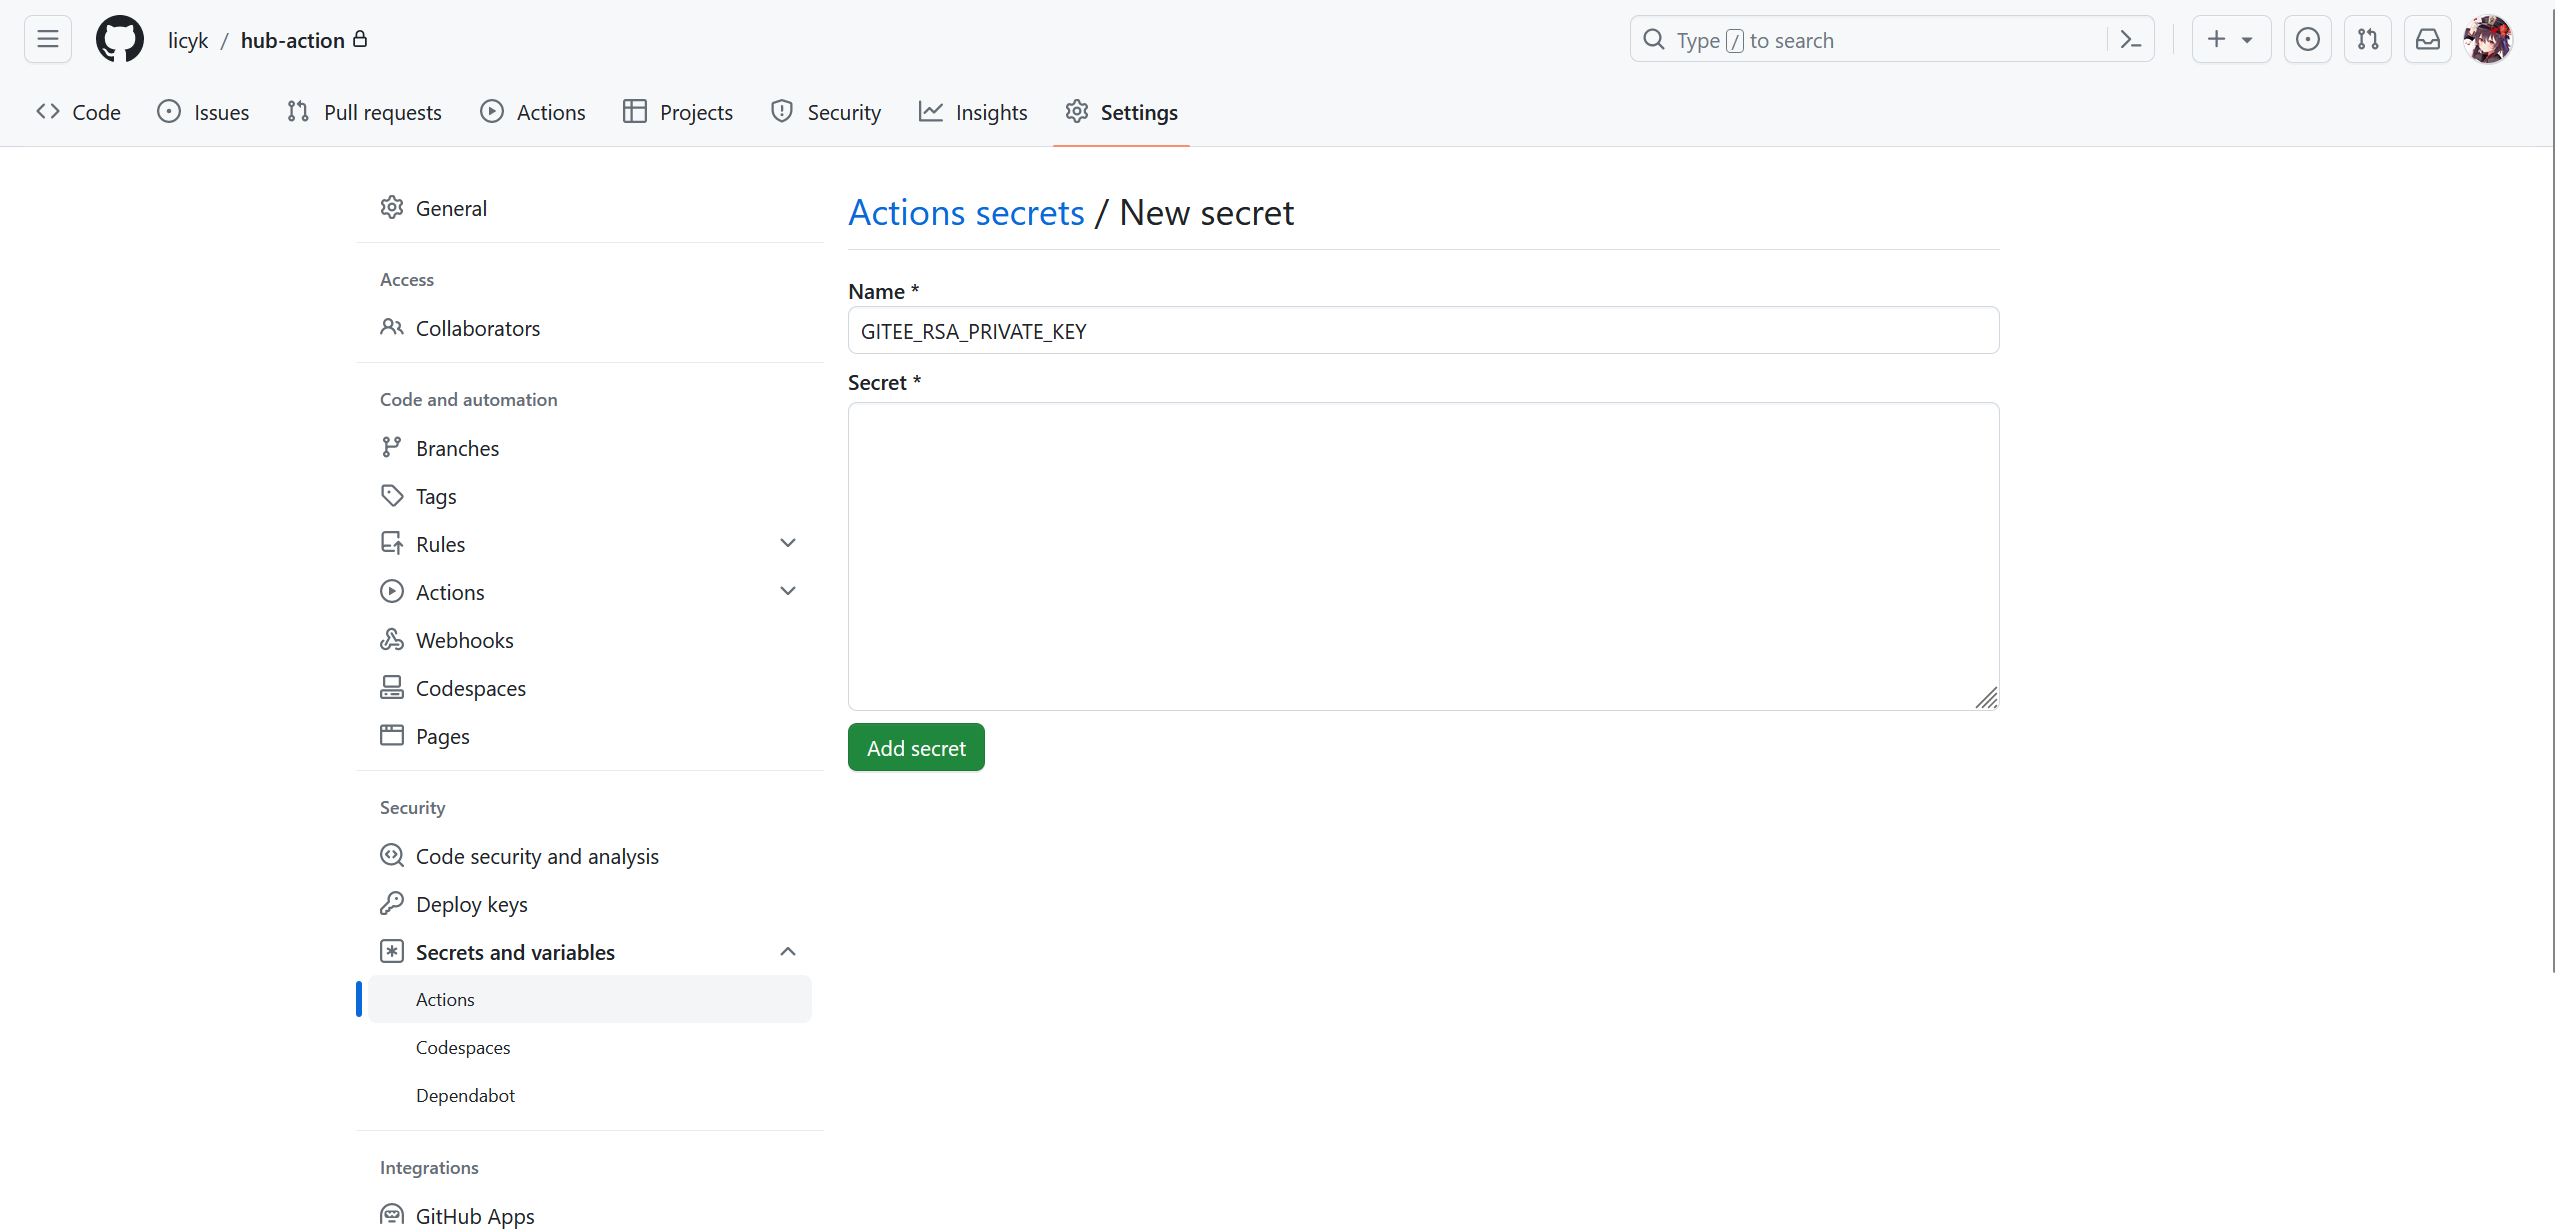 licyk / hub-action
Type / to search
Code
Issues
Pull requests
Actions
Projects
Security
Insights
Settings
General
Access
Collaborators
Code and automation
Branches
Tags
Rules
Actions
Webhooks
Codespaces
Pages
Security
Code security and analysis
Deploy keys
Secrets and variables
Actions
Codespaces
Dependabot
Integrations
GitHub Apps
Actions secrets / New secret
Name *
GITEE_RSA_PRIVATE_KEY
Secret *
Add secret